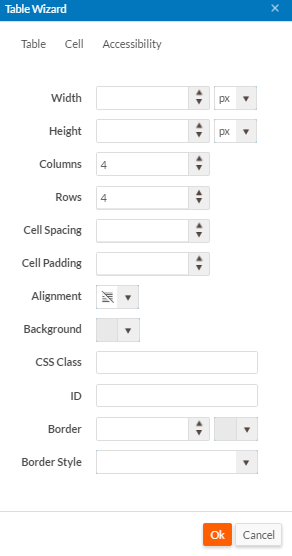 Table Wizard
Table Cell Accessibility
Width px
Height px
Columns 4
Rows 4
Cell Spacing
Cell Padding
Alignment
Background
CSS Class
ID
Border
Border Style
Ok Cancel